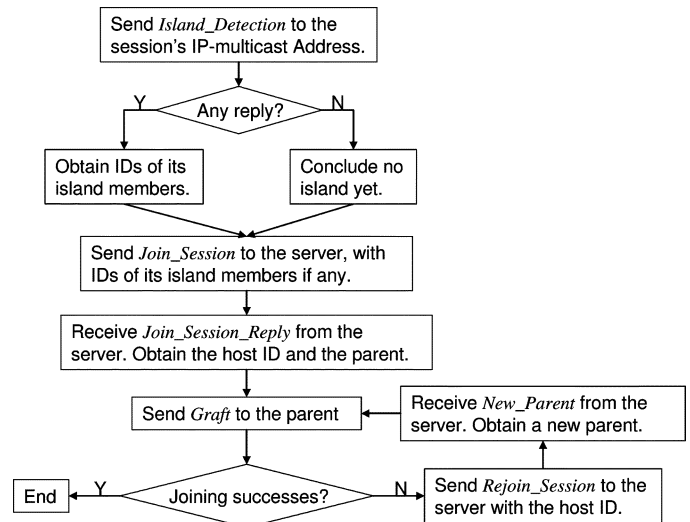 Send Island_Detection to the
session's IP-multicast Address.
Y
N
Any reply?
Obtain IDs of its
island members.
Conclude no
island yet.
Send Join_Session to the server, with
IDs of its island members if any.
Receive Join_Session_Reply from the
server. Obtain the host ID and the parent.
Send Graft to the parent
Receive New_Parent from the
server. Obtain a new parent.
End
Y
Joining successes?
N
Send Rejoin_Session to the
server with the host ID.